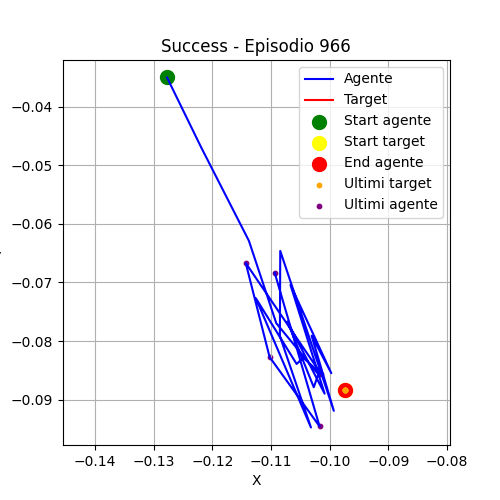 Success - Episodio 966
Agente
Target
Start agente
Start target
End agente
Ultimi target
Ultimi agente
−0.04
−0.05
−0.06
−0.07
−0.08
−0.09
−0.14
−0.13
−0.12
−0.11
−0.10
−0.09
−0.08
X